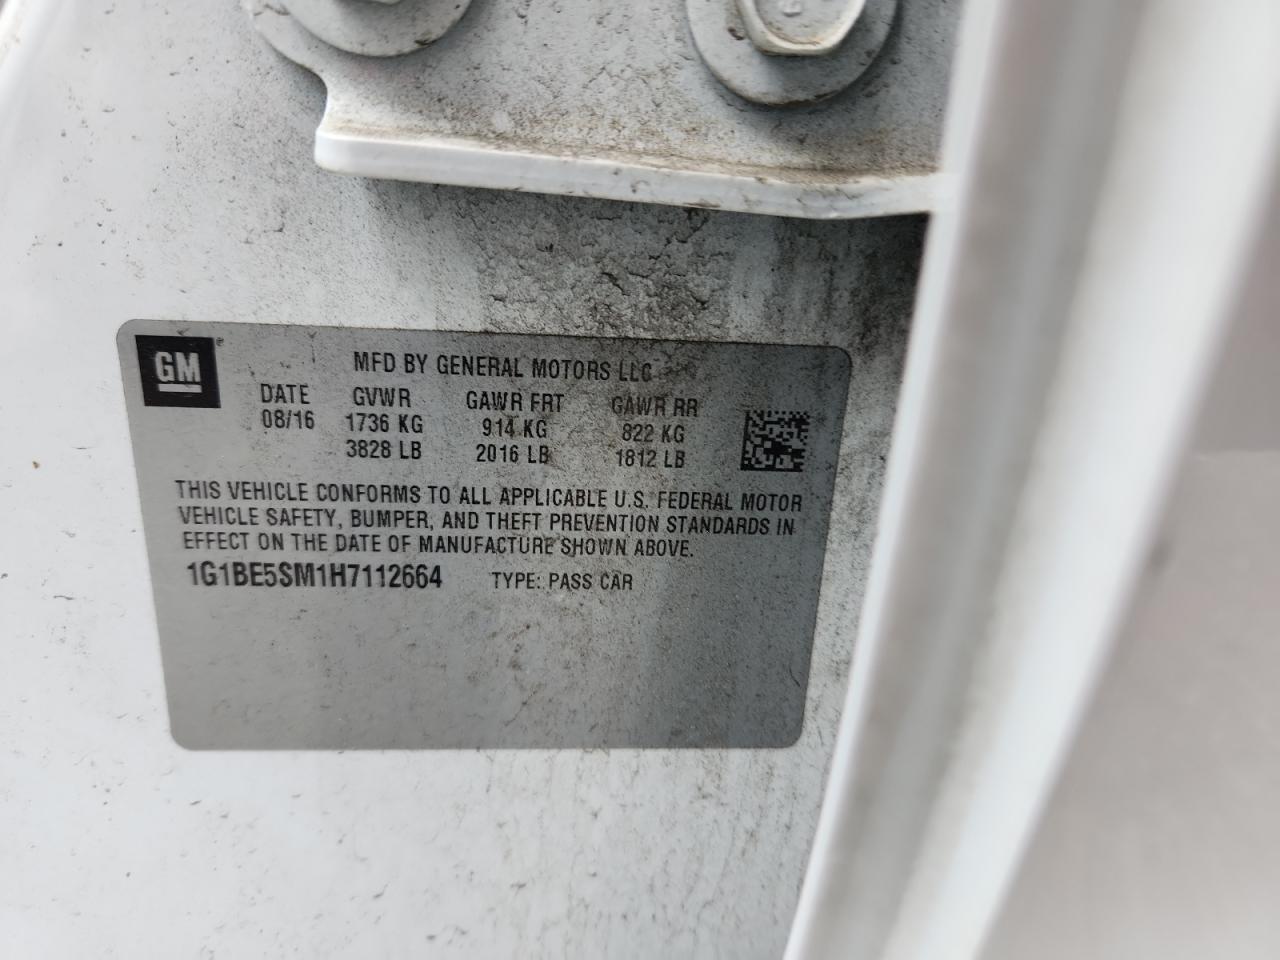 GM
MFD BY GENERAL MOTORS LLC
DATE GVWR GAWR FRT GAWR RR
08/16 1736 KG 914 KG 822 KG
3828 LB 2016 LB 1812 LB
THIS VEHICLE CONFORMS TO ALL APPLICABLE U.S. FEDERAL MOTOR
VEHICLE SAFETY, BUMPER, AND THEFT PREVENTION STANDARDS IN
EFFECT ON THE DATE OF MANUFACTURE SHOWN ABOVE.
1G1BE5SM1H7112664 TYPE: PASS CAR